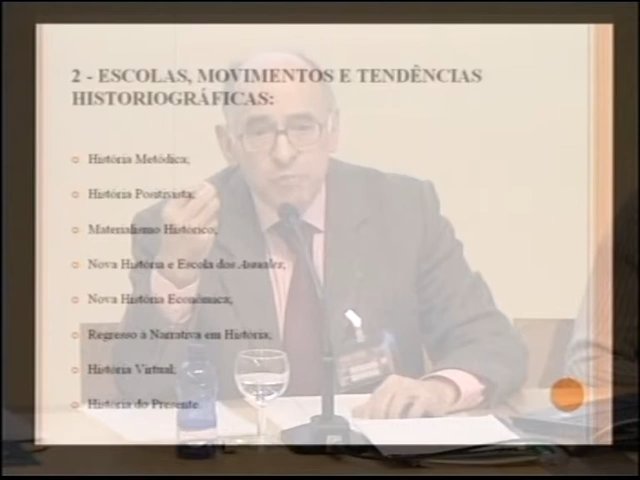 2 - ESCOLAS, MOVIMENTOS E TENDÊNCIAS
HISTORIOGRÁFICAS:
História Metódica;
História Positivista;
Materialismo Histórico;
Nova História e Escola dos Annales;
Nova História Económica;
Regresso à Narrativa em História;
História Virtual;
História do Presente.